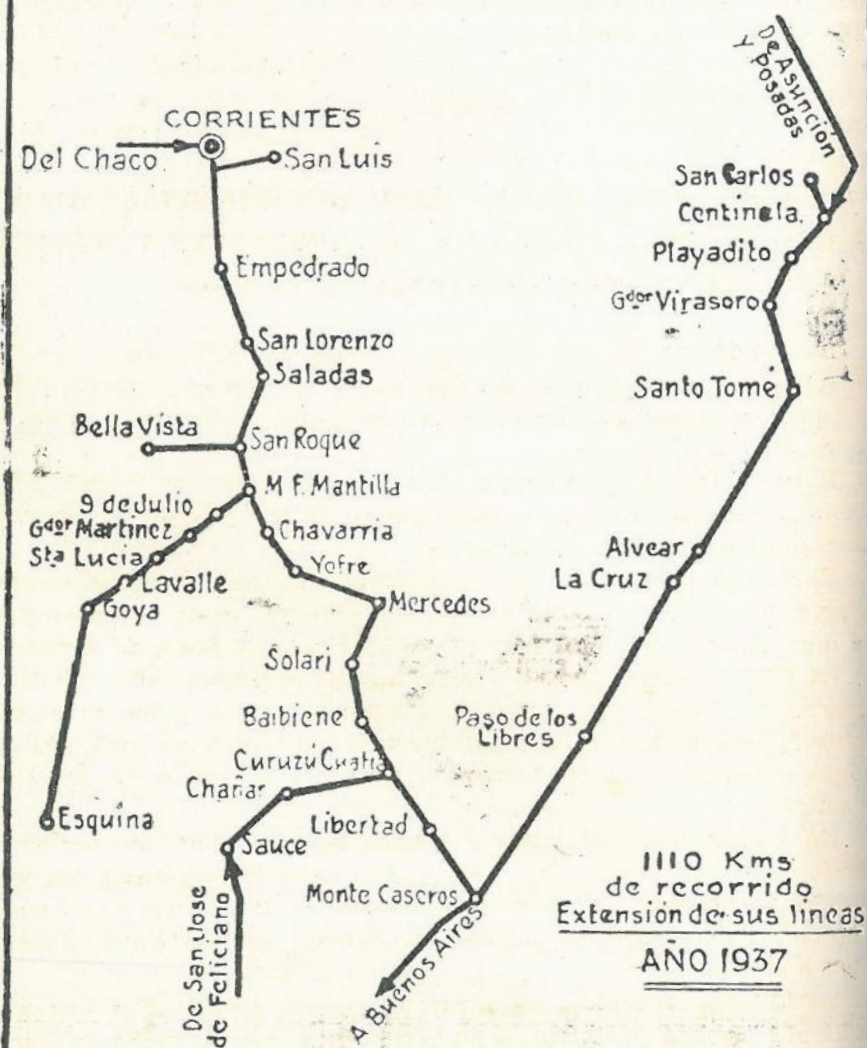 De Asunción
y Posadas
CORRIENTES
Del Chaco
San Luis
San Carlos
Centinela.
Playadito
Gdor Virasoro
Empedrado
San Lorenzo
Saladas
Santo Tomé
Bella Vista
San Roque
M. F. Mantilla
9 de Julio
Gdor Martinez
Sta Lucia
Lavalle
Goya
Chavarria
Yofre
Mercedes
Alvear
La Cruz
Solari
Baibiene
Paso de los
Libres
Curuzú Cuatiá
Chañar
Esquina
Sauce
Libertad
Monte Caseros
De San Jose
de Feliciano
A Buenos Aires
1110 Kms
de recorrido
Extensión de sus lineas
AÑO 1937